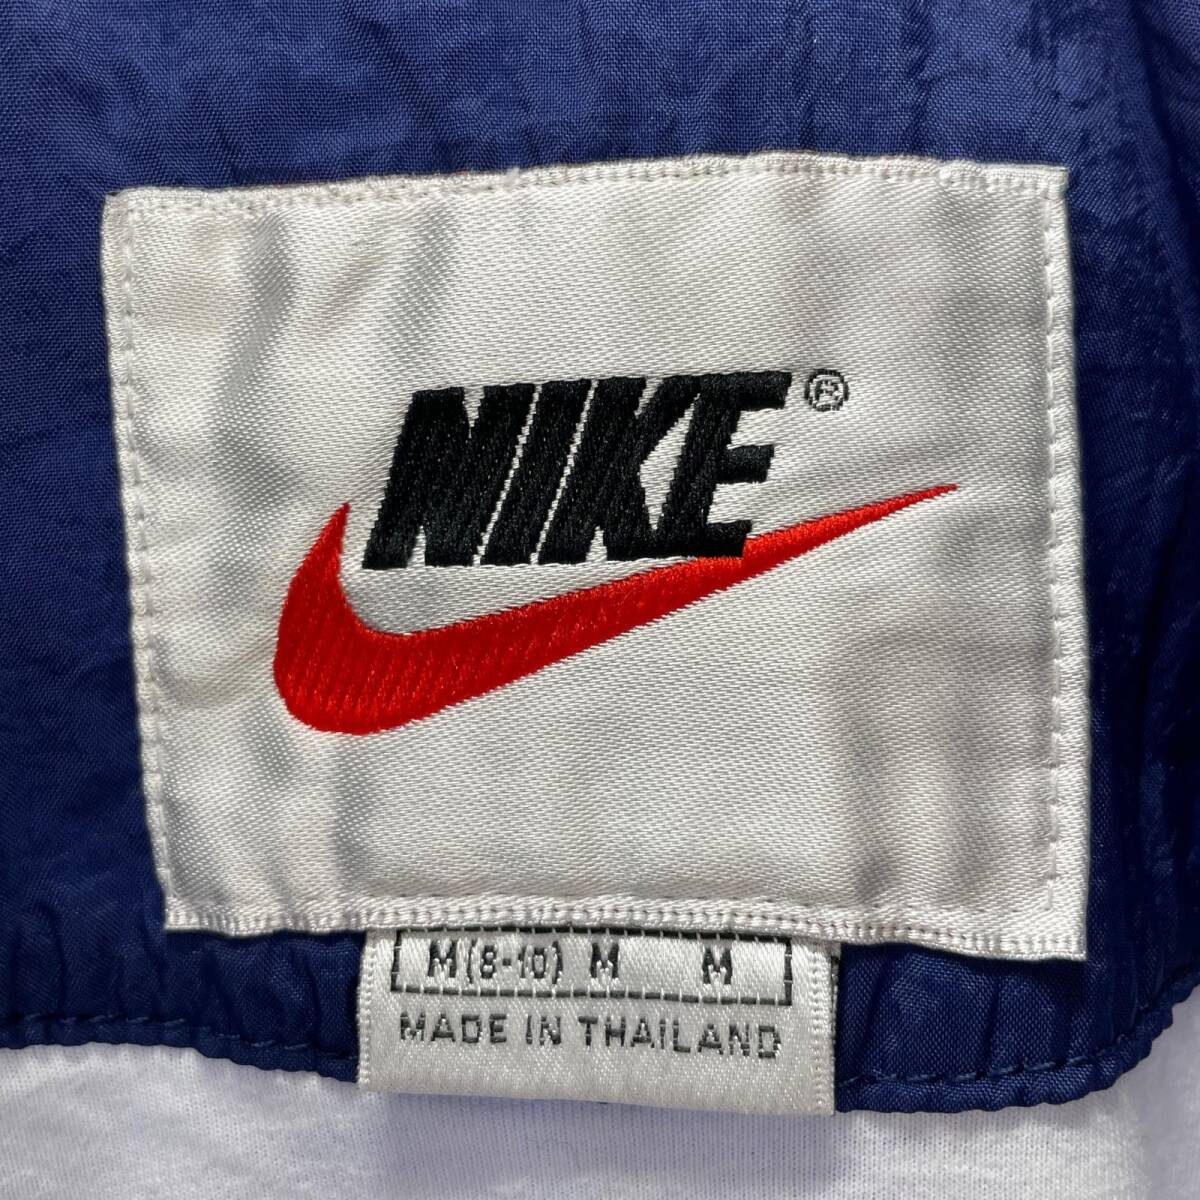 NIKE®
M(8-10) M M
MADE IN THAILAND